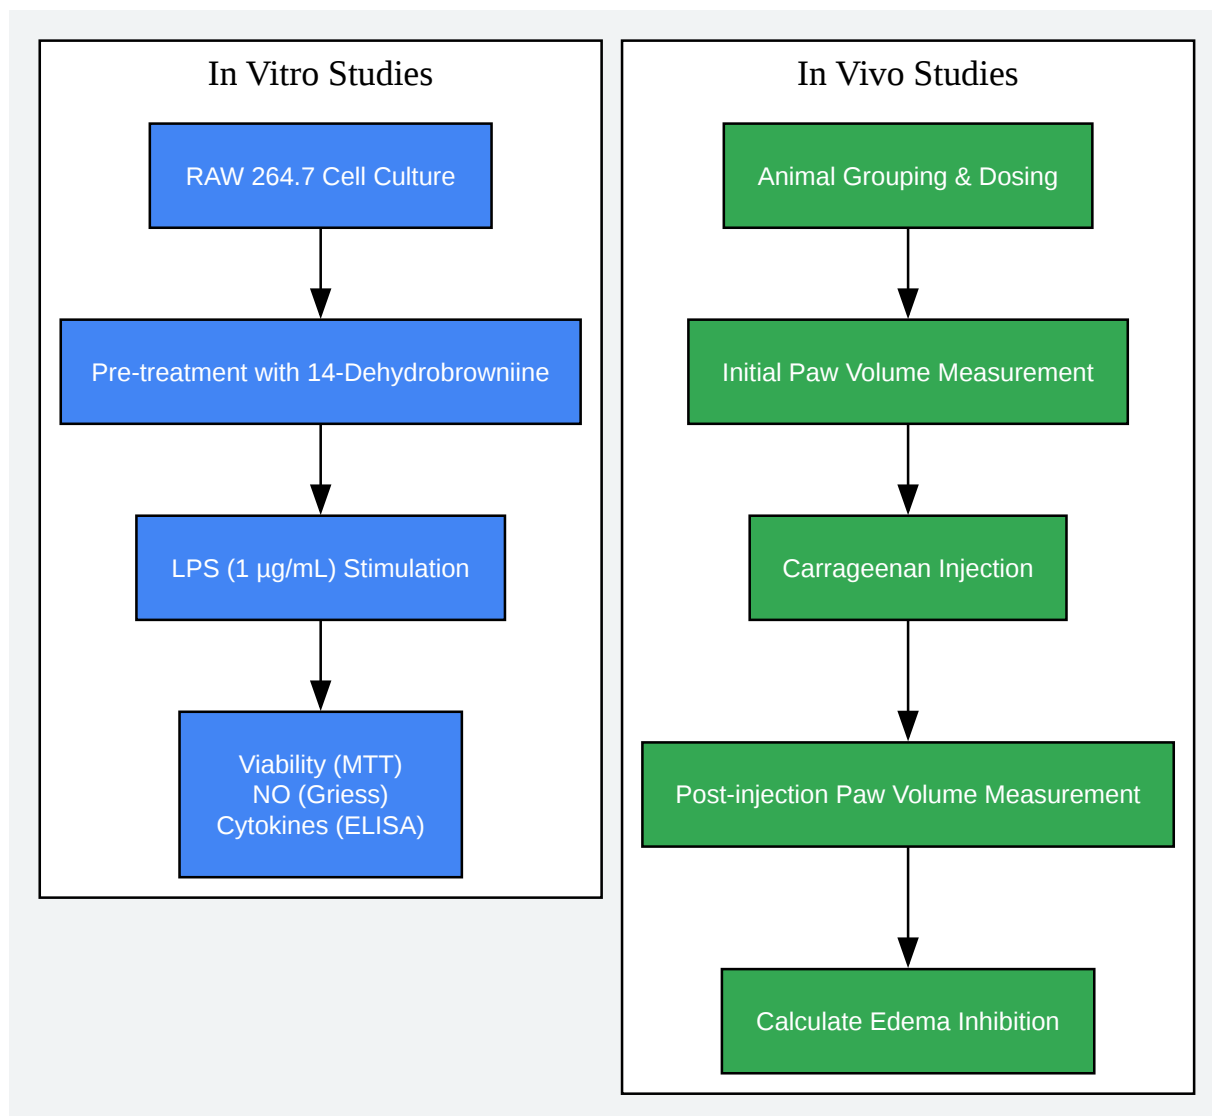 In Vitro Studies
RAW 264.7 Cell Culture
Pre-treatment with 14-Dehydrobrowniine
LPS (1 µg/mL) Stimulation
Viability (MTT)
NO (Griess)
Cytokines (ELISA)
In Vivo Studies
Animal Grouping & Dosing
Initial Paw Volume Measurement
Carrageenan Injection
Post-injection Paw Volume Measurement
Calculate Edema Inhibition